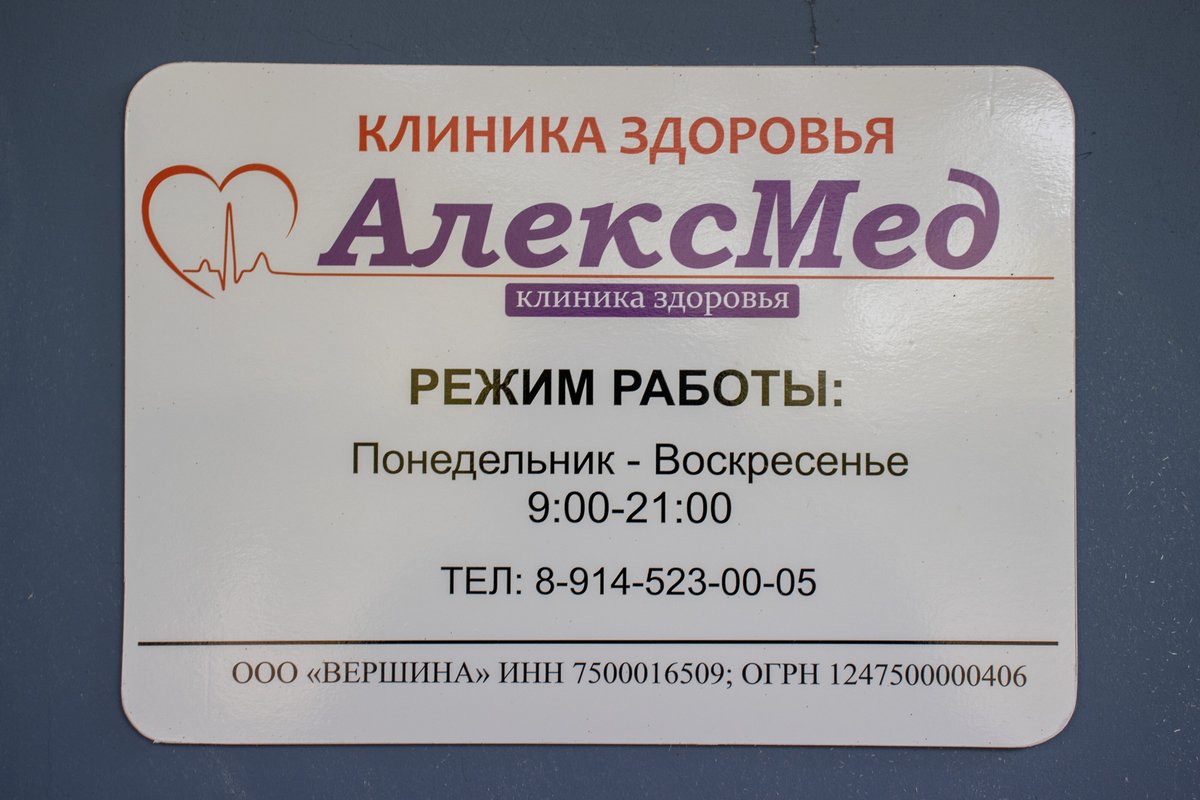 КЛИНИКА ЗДОРОВЬЯ
АлексМед
клиника здоровья
РЕЖИМ РАБОТЫ:
Понедельник - Воскресенье
9:00-21:00
ТЕЛ: 8-914-523-00-05
ООО «ВЕРШИНА» ИНН 7500016509; ОГРН 1247500000406